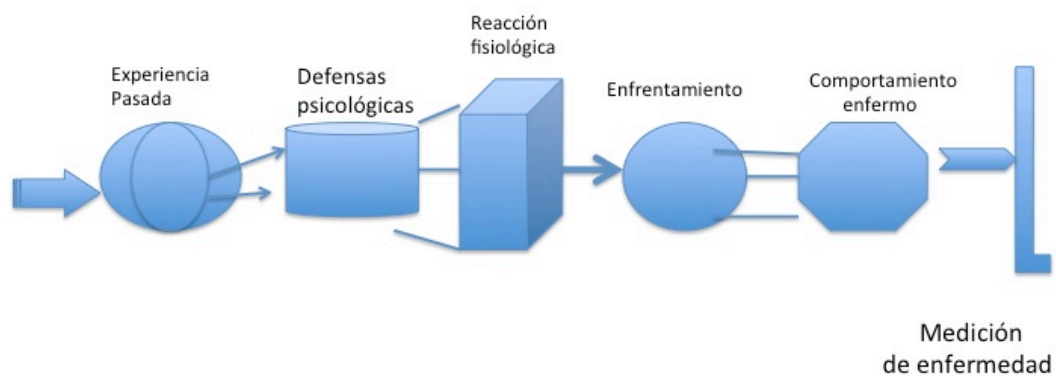 Experiencia
Pasada
Defensas
psicológicas
Reacción
fisiológica
Enfrentamiento
Comportamiento
enfermo
Medición
de enfermedad